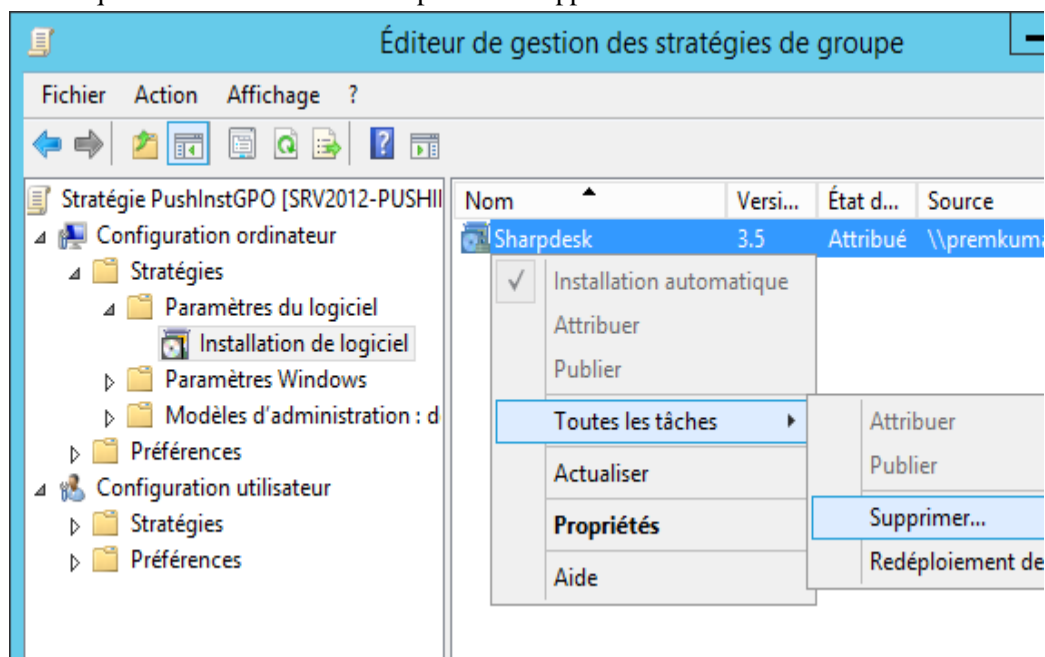 Éditeur de gestion des stratégies de groupe
Fichier Action Affichage ?
Stratégie PushInstGPO [SRV2012-PUSHI
Configuration ordinateur
Stratégies
Paramètres du logiciel
Installation de logiciel
Paramètres Windows
Modèles d'administration : d
Préférences
Configuration utilisateur
Stratégies
Préférences
Nom Versi... État d... Source
Sharpdesk 3.5 Attribué \\premkuma
Installation automatique
Attribuer
Publier
Toutes les tâches
Actualiser
Propriétés
Aide
Attribuer
Publier
Supprimer...
Redéploiement de